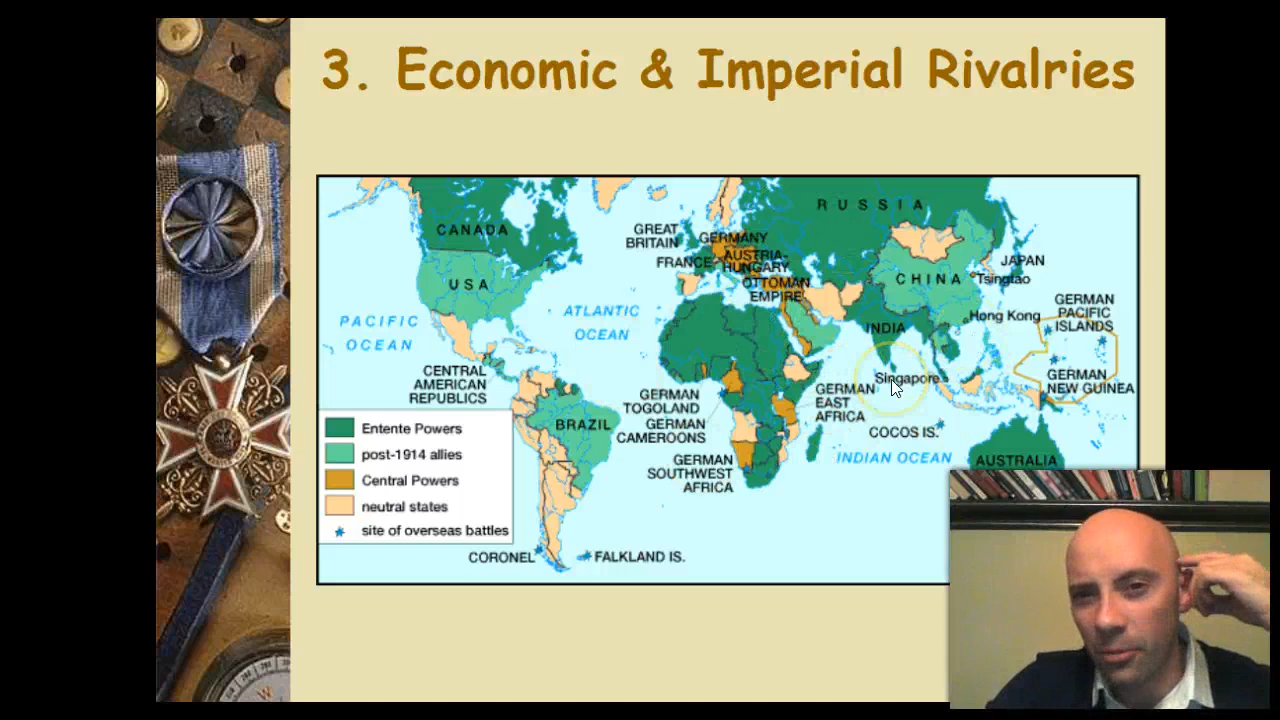 3. Economic & Imperial Rivalries
CANADA
USA
PACIFIC
OCEAN
ATLANTIC
OCEAN
CENTRAL
AMERICAN
REPUBLICS
BRAZIL
GREAT
BRITAIN
GERMANY
FRANCE
AUSTRIA-
HUNGARY
OTTOMAN
EMPIRE
RUSSIA
CHINA
JAPAN
Tsingtao
Hong Kong
INDIA
Singapore
GERMAN
PACIFIC
ISLANDS
GERMAN
NEW GUINEA
GERMAN
TOGOLAND
GERMAN
CAMEROONS
GERMAN
EAST
AFRICA
GERMAN
SOUTHWEST
AFRICA
COCOS IS.
INDIAN OCEAN
AUSTRALIA
Entente Powers
post-1914 allies
Central Powers
neutral states
site of overseas battles
CORONEL
FALKLAND IS.